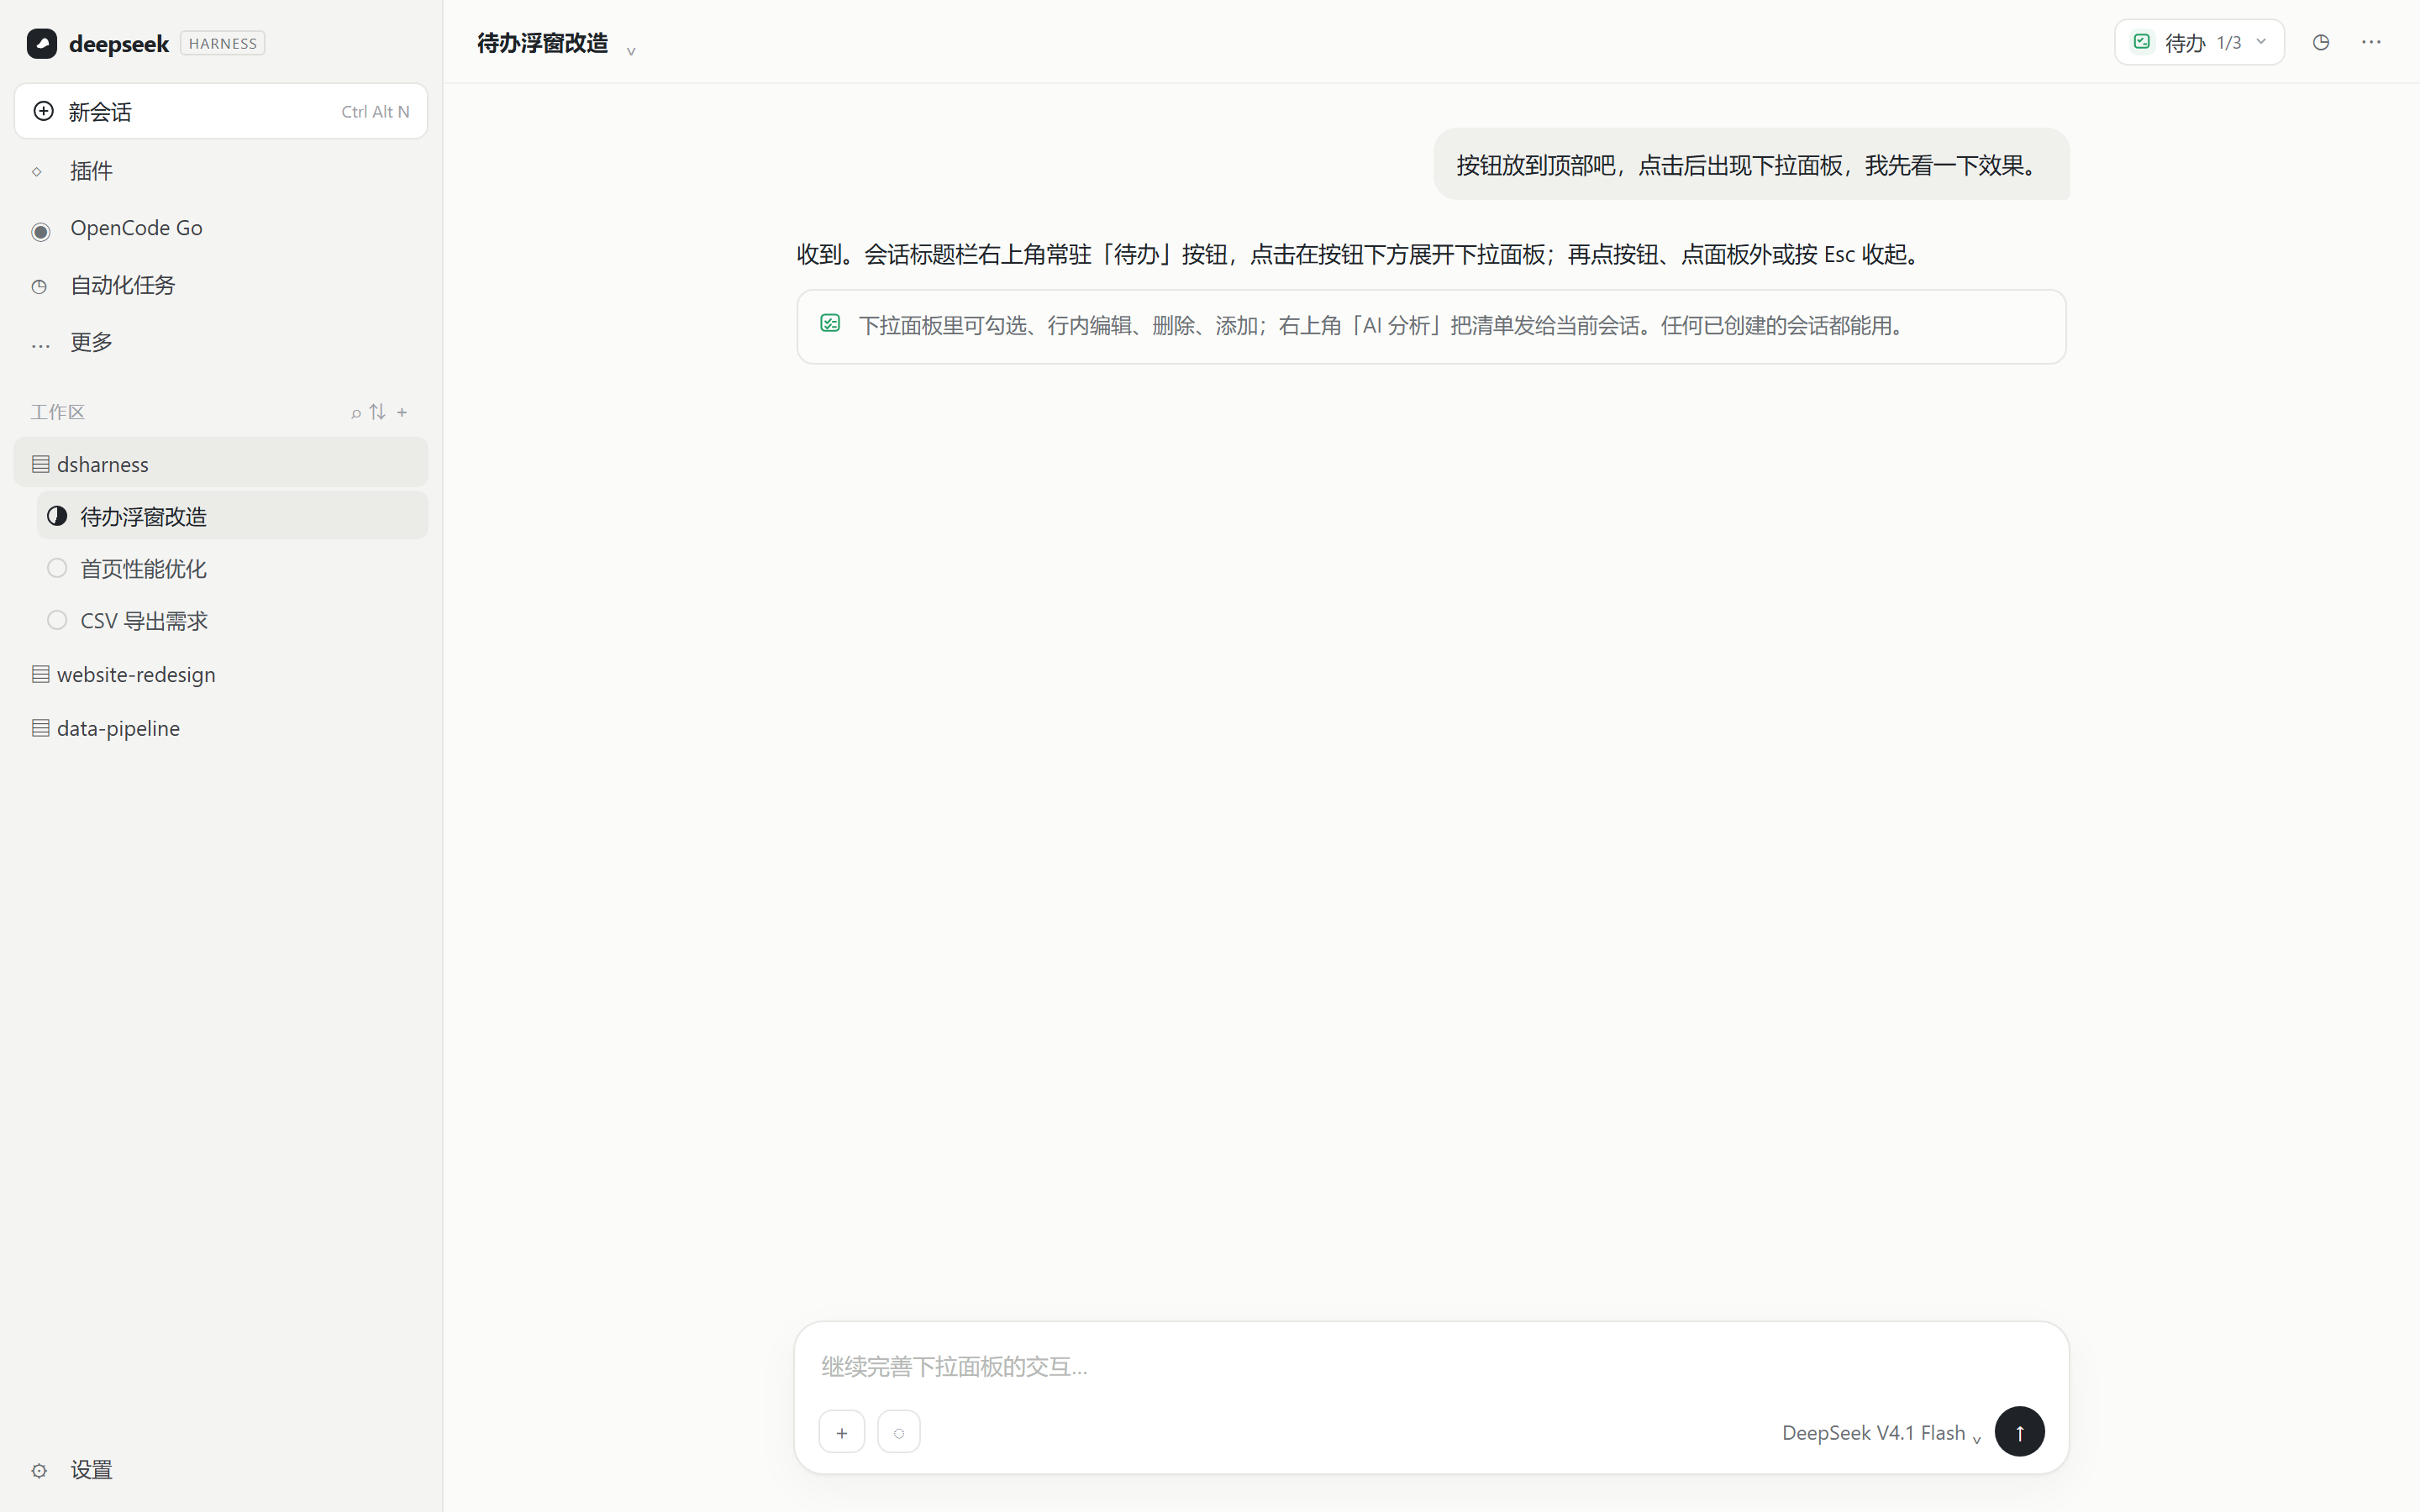 deepseek HARNESS
新会话 Ctrl Alt N
插件
OpenCode Go
自动化任务
更多
工作区
dsharness
待办浮窗改造
首页性能优化
CSV 导出需求
website-redesign
data-pipeline
设置
待办浮窗改造
待办 1/3
按钮放到顶部吧，点击后出现下拉面板，我先看一下效果。
收到。会话标题栏右上角常驻「待办」按钮，点击在按钮下方展开下拉面板；再点按钮、点面板外或按 Esc 收起。
下拉面板里可勾选、行内编辑、删除、添加；右上角「AI 分析」把清单发给当前会话。任何已创建的会话都能用。
继续完善下拉面板的交互...
DeepSeek V4.1 Flash